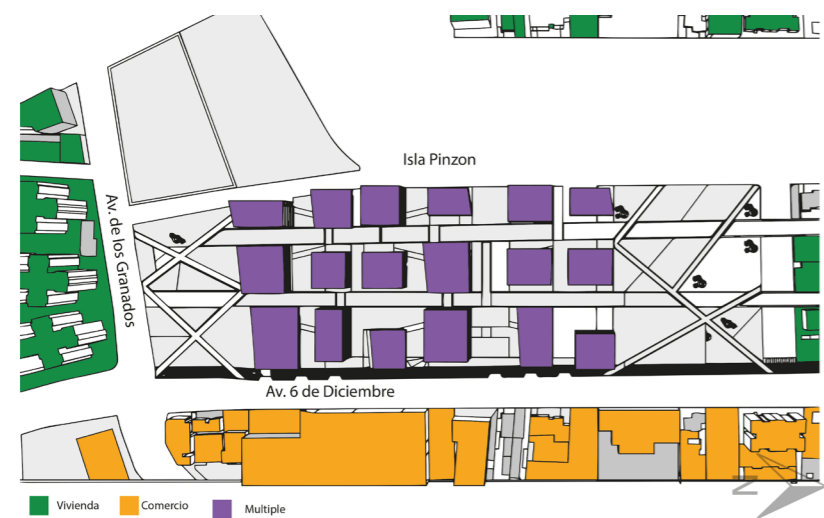 Isla Pinzon
Av. de los Granados
Av. 6 de Diciembre
N
Vivienda
Comercio
Multiple